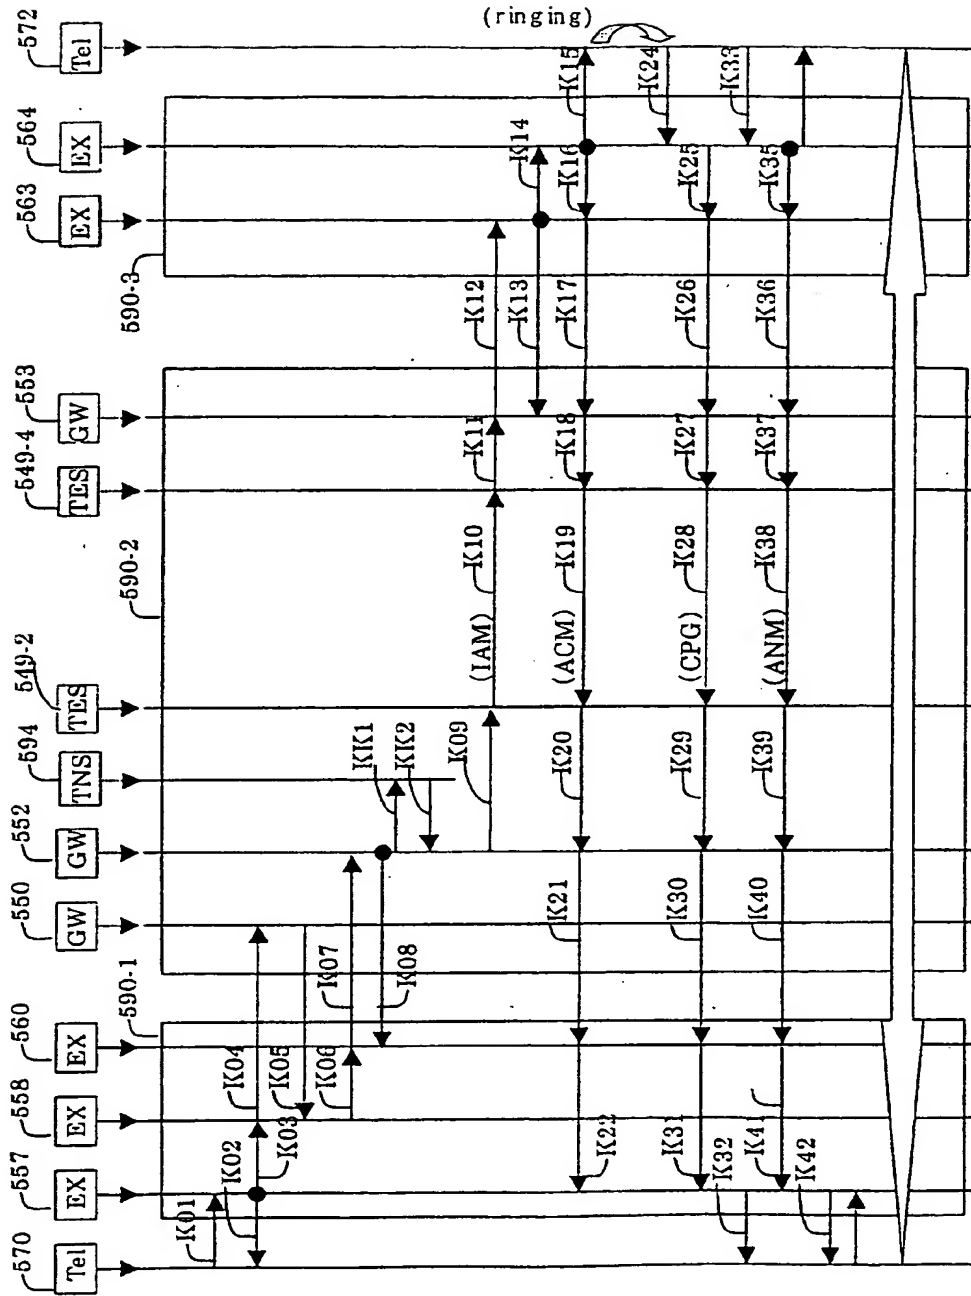 570
Tel
557
EX
558
EX
560
EX
550
GW
552
GW
594
TNS
549-2
TES
549-4
TES
553
GW
563
EX
564
EX
572
Tel
590-1
590-2
590-3
(ringing)
K01
K02
K03
K04
K05
K06
K07
K08
KK1
KK2
K09
K10
(IAM)
K11
K12
K13
K14
K15
K16
K17
K18
K19
(ACM)
K20
K21
K22
K24
K25
K26
K27
K28
(CPG)
K29
K30
K31
K32
K33
K35
K36
K37
K38
(ANM)
K39
K40
K41
K42